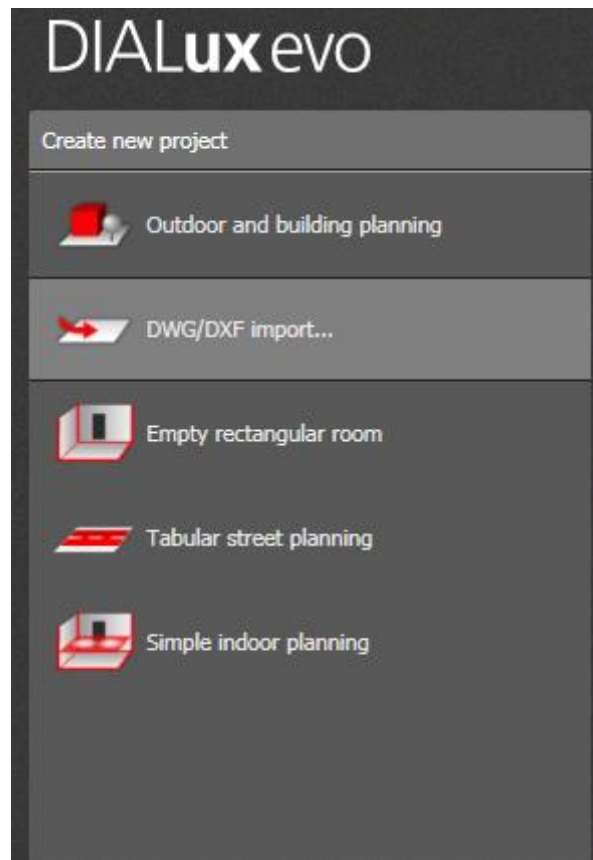 DIALux evo
Create new project
Outdoor and building planning
DWG/DXF import...
Empty rectangular room
Tabular street planning
Simple indoor planning